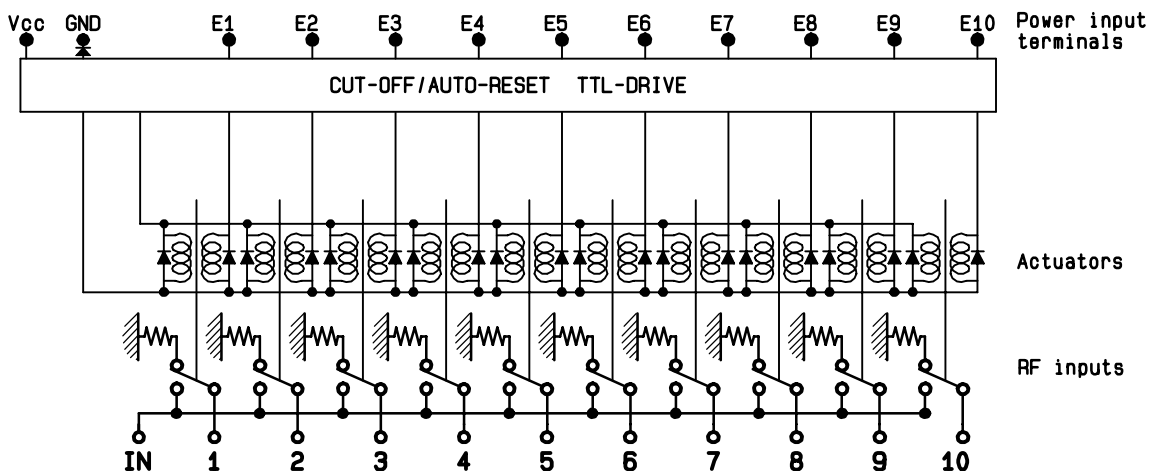 Vcc GND E1 E2 E3 E4 E5 E6 E7 E8 E9 E10 Power input
terminals
CUT-OFF/AUTO-RESET TTL-DRIVE
Actuators
RF inputs
IN 1 2 3 4 5 6 7 8 9 10